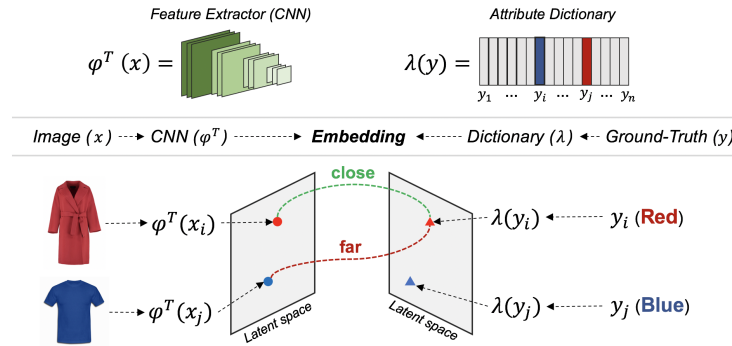 Feature Extractor (CNN)
Attribute Dictionary
φᵀ (x) =
λ(y) =
y₁ ... yᵢ ... yⱼ ... yₙ
Image (x) CNN (φᵀ) Embedding Dictionary (λ) Ground-Truth (y)
close
φᵀ(xᵢ)
λ(yᵢ)
yᵢ (Red)
far
φᵀ(xⱼ)
λ(yⱼ)
yⱼ (Blue)
Latent space
Latent space